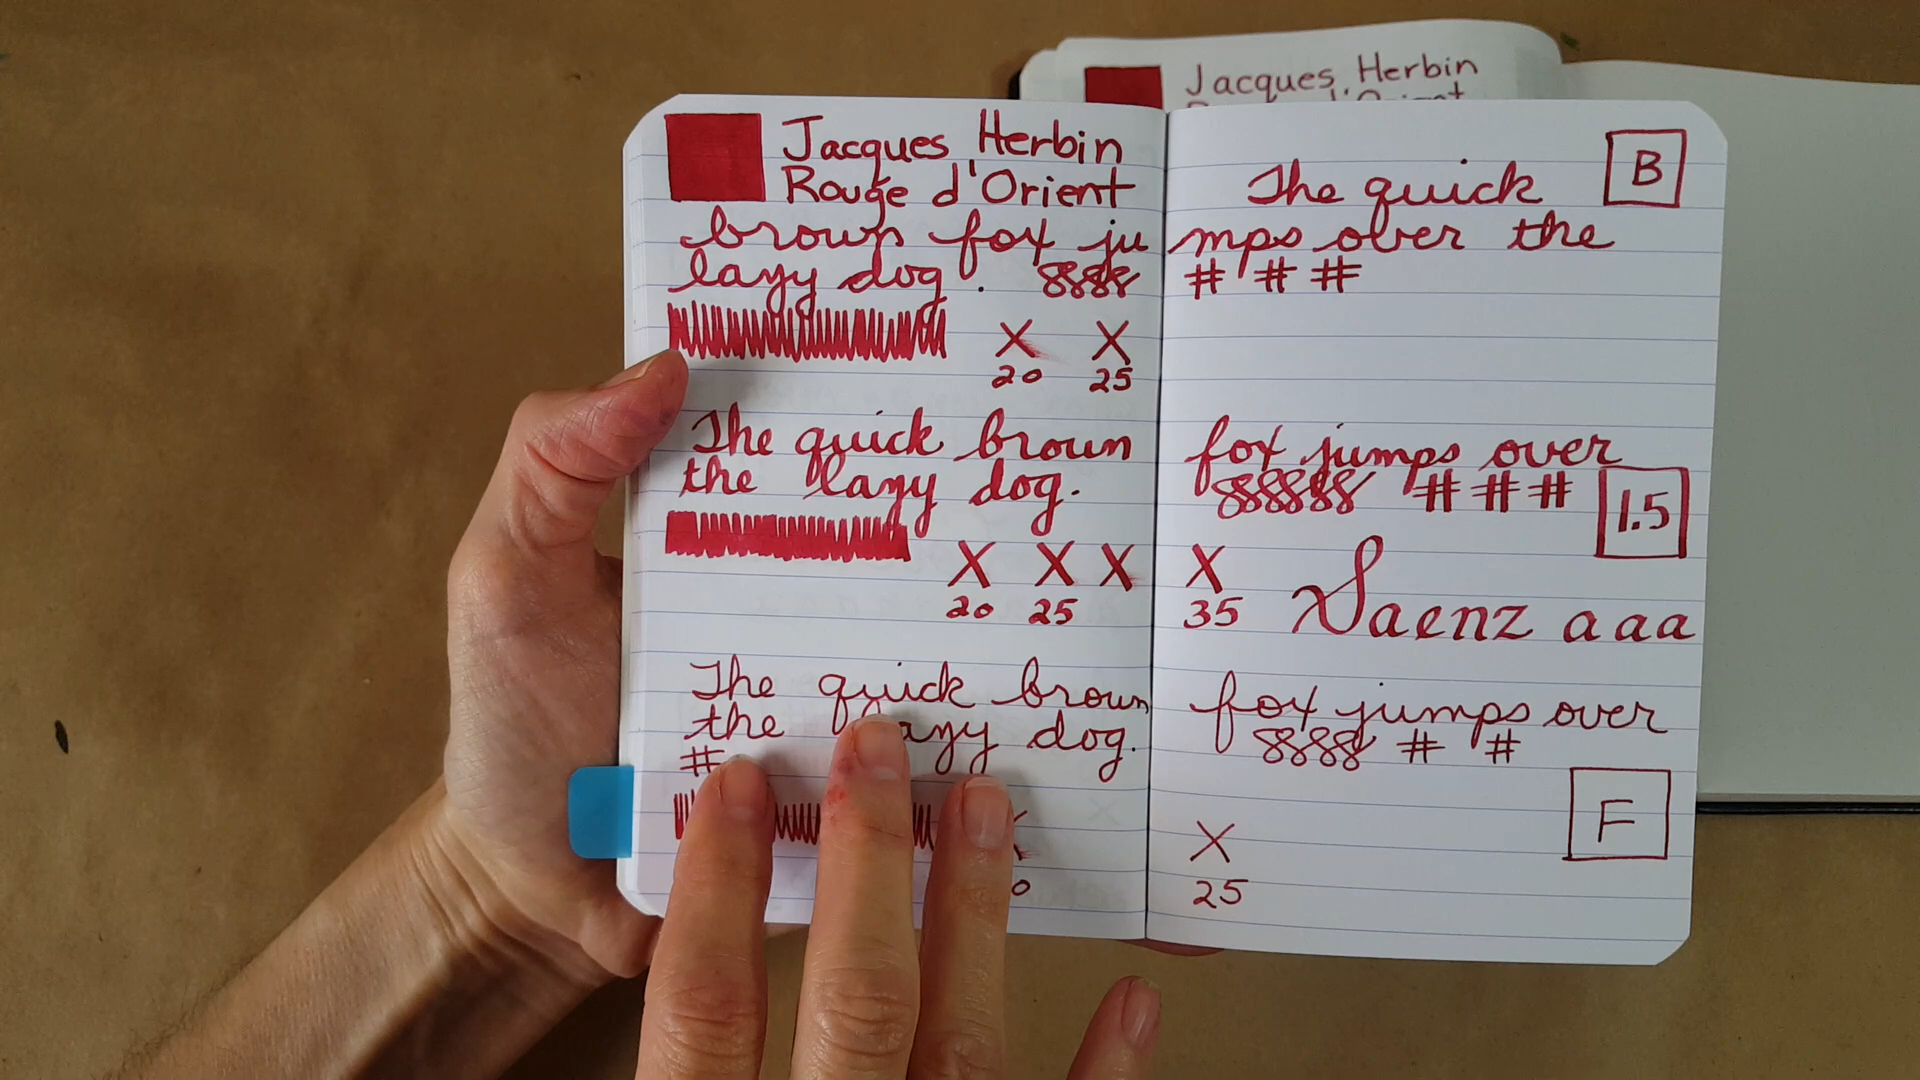 Jacques Herbin
Jacques Herbin
Rouge d'Orient
The quick
B
brown fox ju mps over the
lazy dog. 8888 # # #
X X
20 25
The quick brown fox jumps over
the lazy dog. 888888 # # #
1.5
X X X X
20 25 35
Saenz aaa
The quick brown fox jumps over
the lazy dog. 8888 # #
#
F
X
25